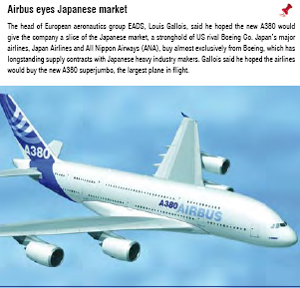 Airbus eyes Japanese market
The head of European aeronautics group EADS, Louis Gallois, said he hoped the new A380 would
give the company a slice of the Japanese market, a stronghold of US rival Boeing Co. Japan's major
airlines, Japan Airlines and All Nippon Airways (ANA), buy almost exclusively from Boeing, which has
longstanding supply contracts with Japanese heavy industry makers. Gallois said he hoped the airlines
would buy the new A380 superjumbo, the largest plane in flight.
A380
A380 AIRBUS